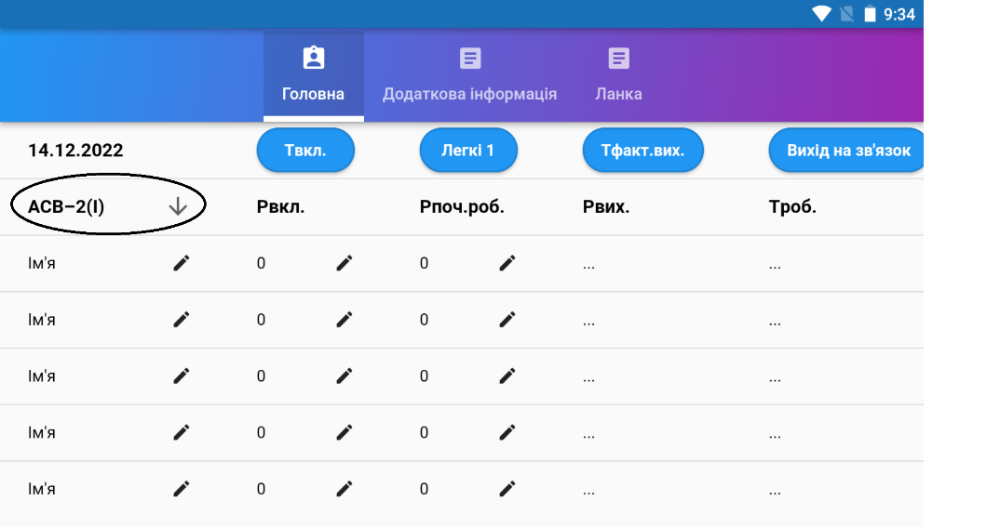 9:34
Головна Додаткова інформація Ланка
14.12.2022 Твкл. Легкі 1 Тфакт.вих. Вихід на зв'язок
АСВ–2(I) Рвкл. Рпоч.роб. Рвих. Троб.
Ім'я 0 0 ... ...
Ім'я 0 0 ... ...
Ім'я 0 0 ... ...
Ім'я 0 0 ... ...
Ім'я 0 0 ... ...